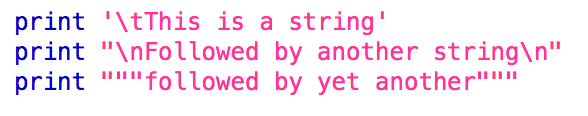 print '\tThis is a string'
print "\nFollowed by another string\n"
print """followed by yet another"""